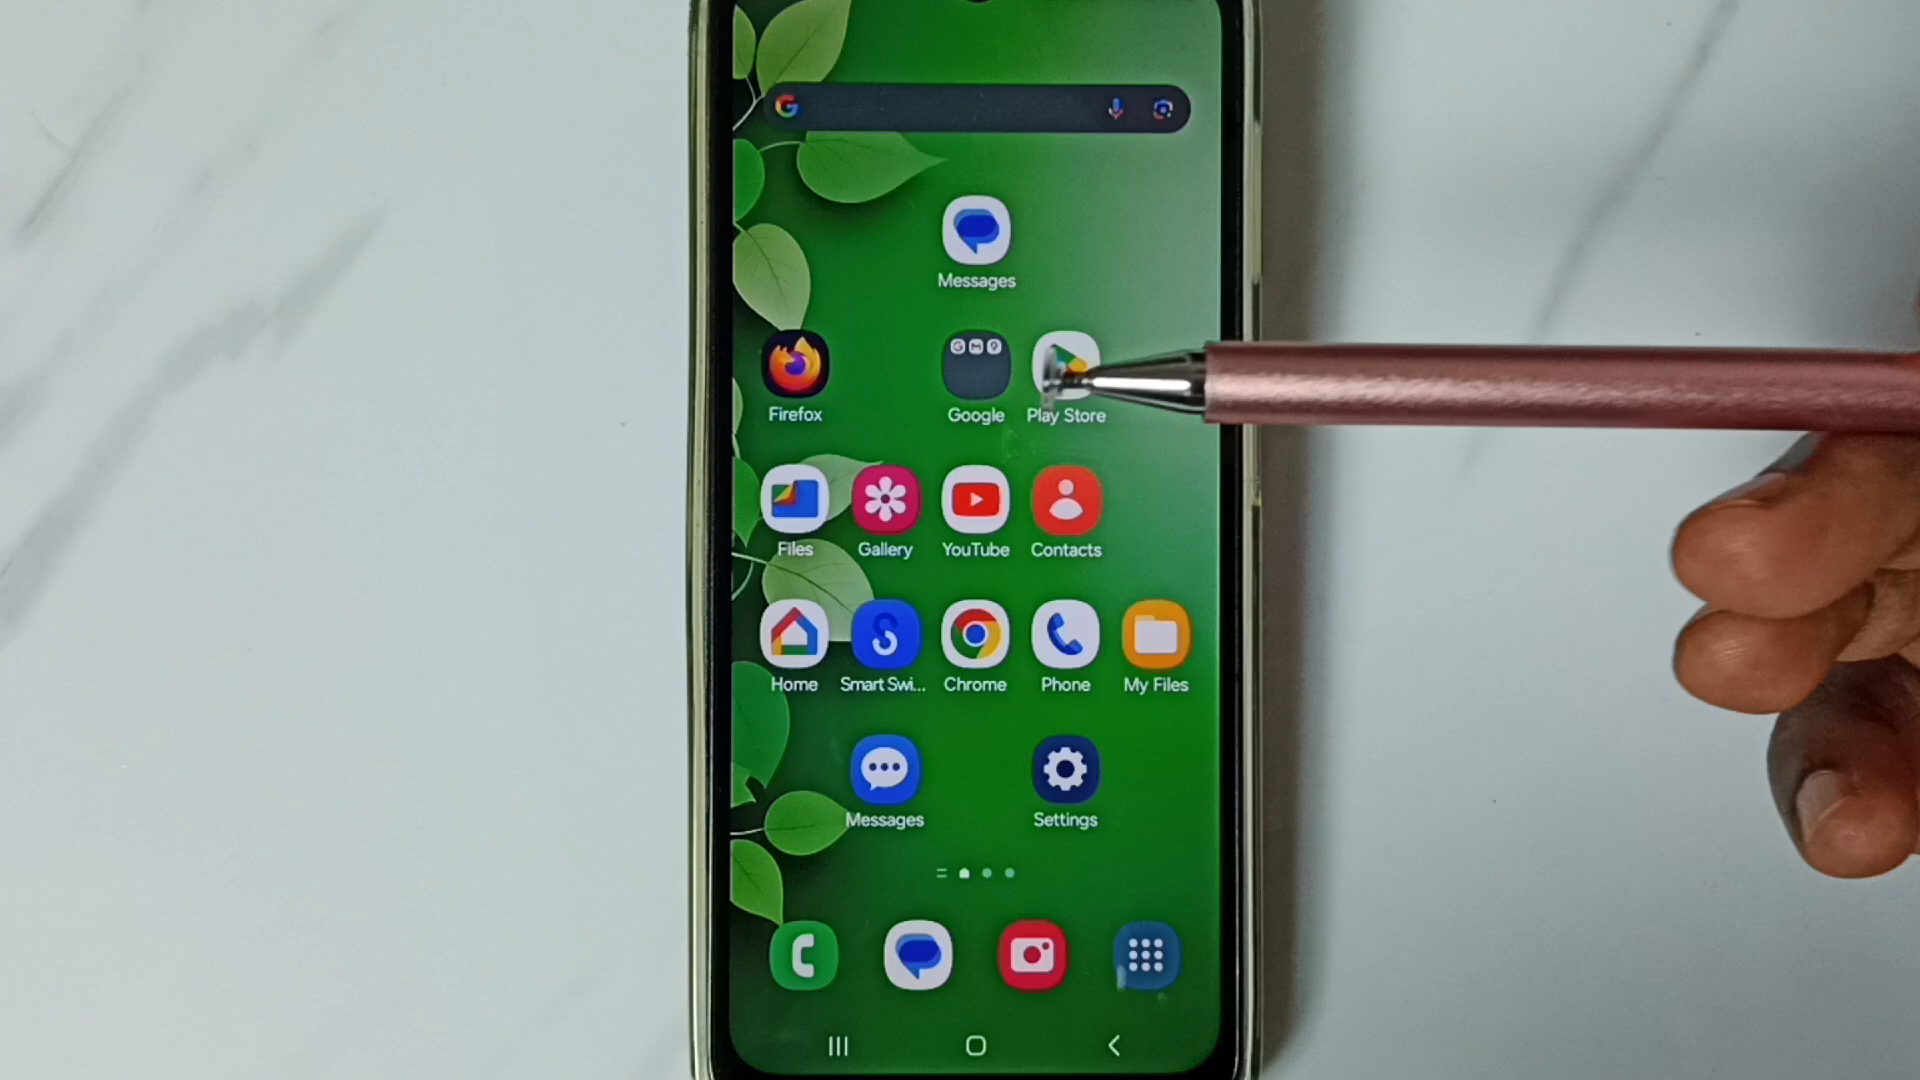 Messages
Firefox
Google
Play Store
Files
Gallery
YouTube
Contacts
Home
Smart Swi...
Chrome
Phone
My Files
Messages
Settings